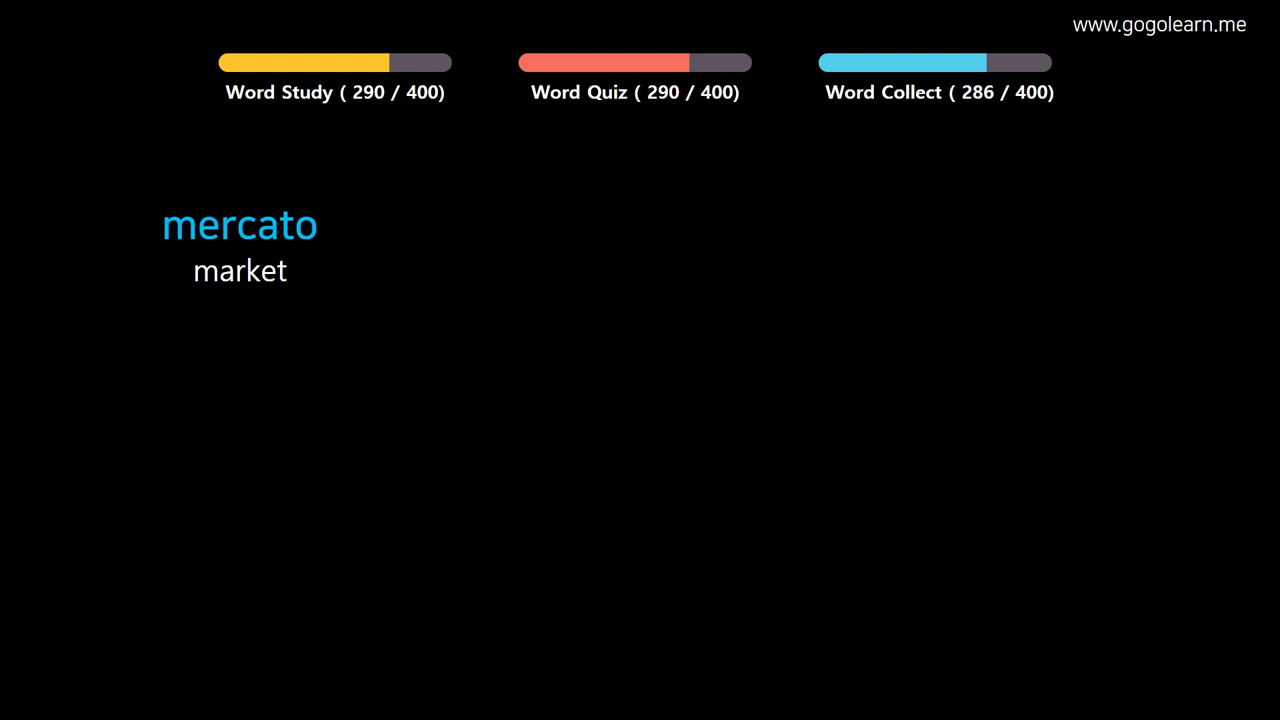 www.gogolearn.me
Word Study ( 290 / 400)
Word Quiz ( 290 / 400)
Word Collect ( 286 / 400)
mercato
market